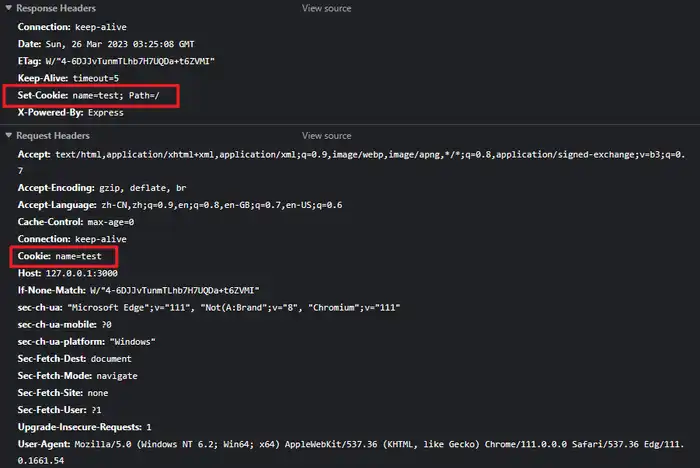 Response Headers View source
Connection: keep-alive
Date: Sun, 26 Mar 2023 03:25:08 GMT
ETag: W/"4-6DJJvTunmTLhb7H7UQDa+t6ZVMI"
Keep-Alive: timeout=5
Set-Cookie: name=test; Path=/
X-Powered-By: Express
Request Headers View source
Accept: text/html,application/xhtml+xml,application/xml;q=0.9,image/webp,image/apng,*/*;q=0.8,application/signed-exchange;v=b3;q=0.
7
Accept-Encoding: gzip, deflate, br
Accept-Language: zh-CN,zh;q=0.9,en;q=0.8,en-GB;q=0.7,en-US;q=0.6
Cache-Control: max-age=0
Connection: keep-alive
Cookie: name=test
Host: 127.0.0.1:3000
If-None-Match: W/"4-6DJJvTunmTLhb7H7UQDa+t6ZVMI"
sec-ch-ua: "Microsoft Edge";v="111", "Not(A:Brand";v="8", "Chromium";v="111"
sec-ch-ua-mobile: ?0
sec-ch-ua-platform: "Windows"
Sec-Fetch-Dest: document
Sec-Fetch-Mode: navigate
Sec-Fetch-Site: none
Sec-Fetch-User: ?1
Upgrade-Insecure-Requests: 1
User-Agent: Mozilla/5.0 (Windows NT 6.2; Win64; x64) AppleWebKit/537.36 (KHTML, like Gecko) Chrome/111.0.0.0 Safari/537.36 Edg/111.
0.1661.54